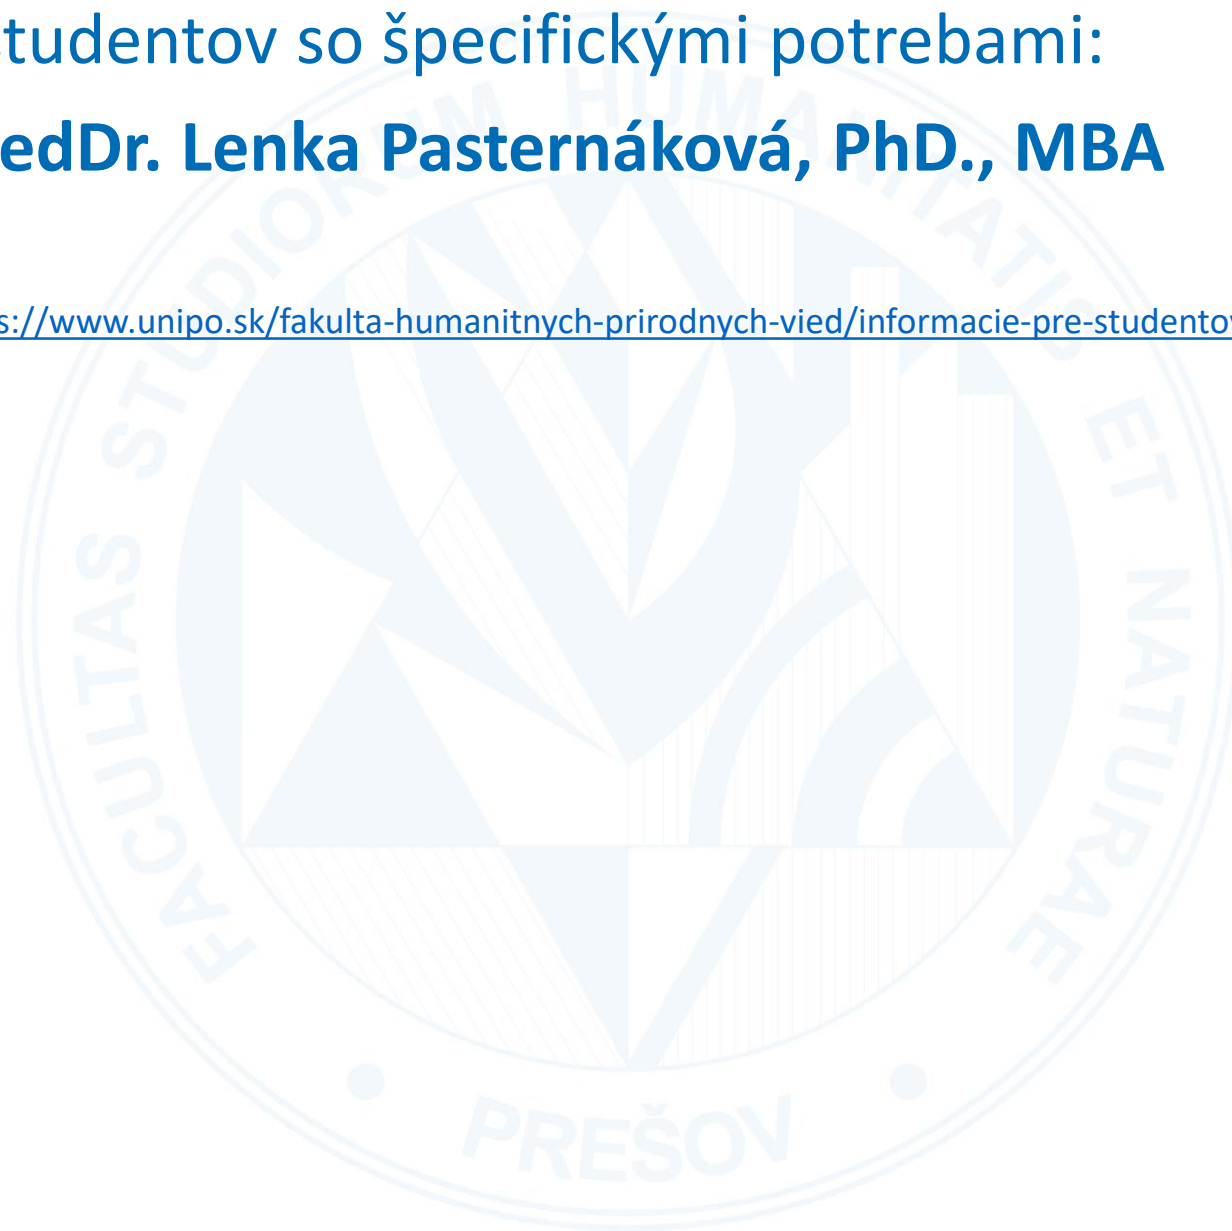 tudentov so špecifickými potrebami:
edDr. Lenka Pasternáková, PhD., MBA
s://www.unipo.sk/fakulta-humanitnych-prirodnych-vied/informacie-pre-studentov
FACULTAS STUDIORUM HUMANITATIS ET NATURAE
PREŠOV